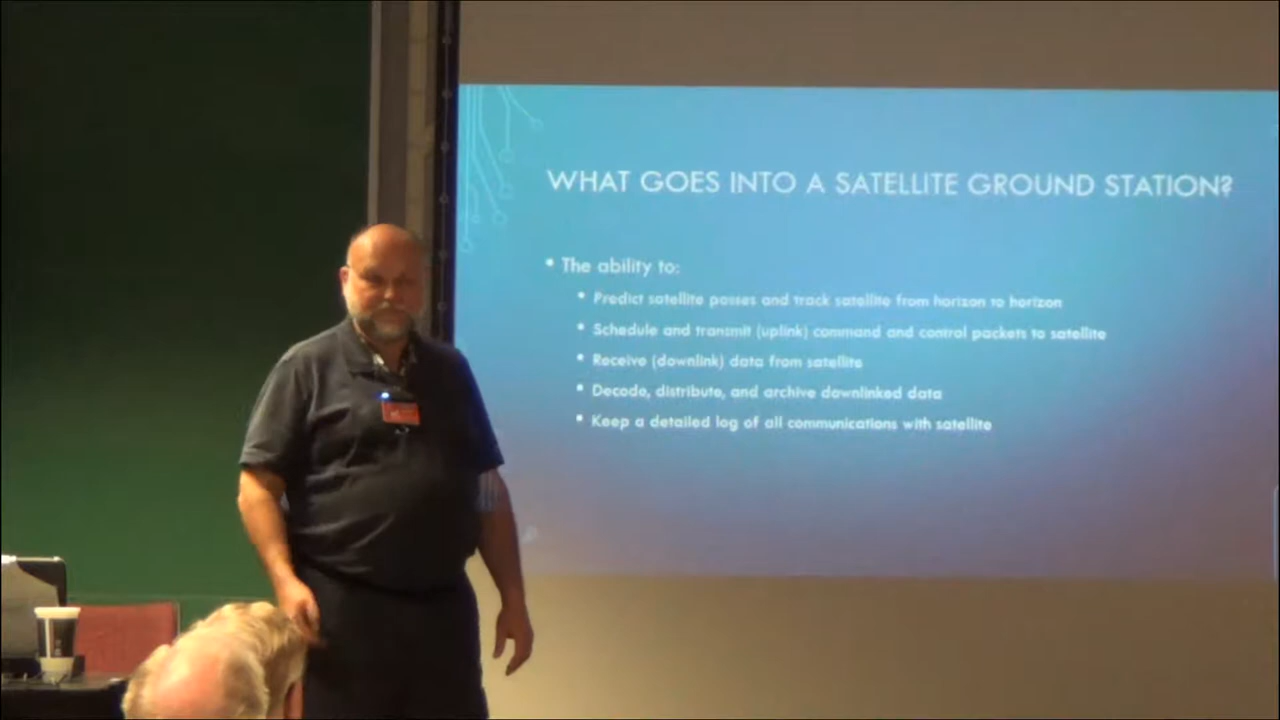 WHAT GOES INTO A SATELLITE GROUND STATION?
• The ability to:
• Predict satellite passes and track satellite from horizon to horizon
• Schedule and transmit (uplink) command and control packets to satellite
• Receive (downlink) data from satellite
• Decode, distribute, and archive downlinked data
• Keep a detailed log of all communications with satellite